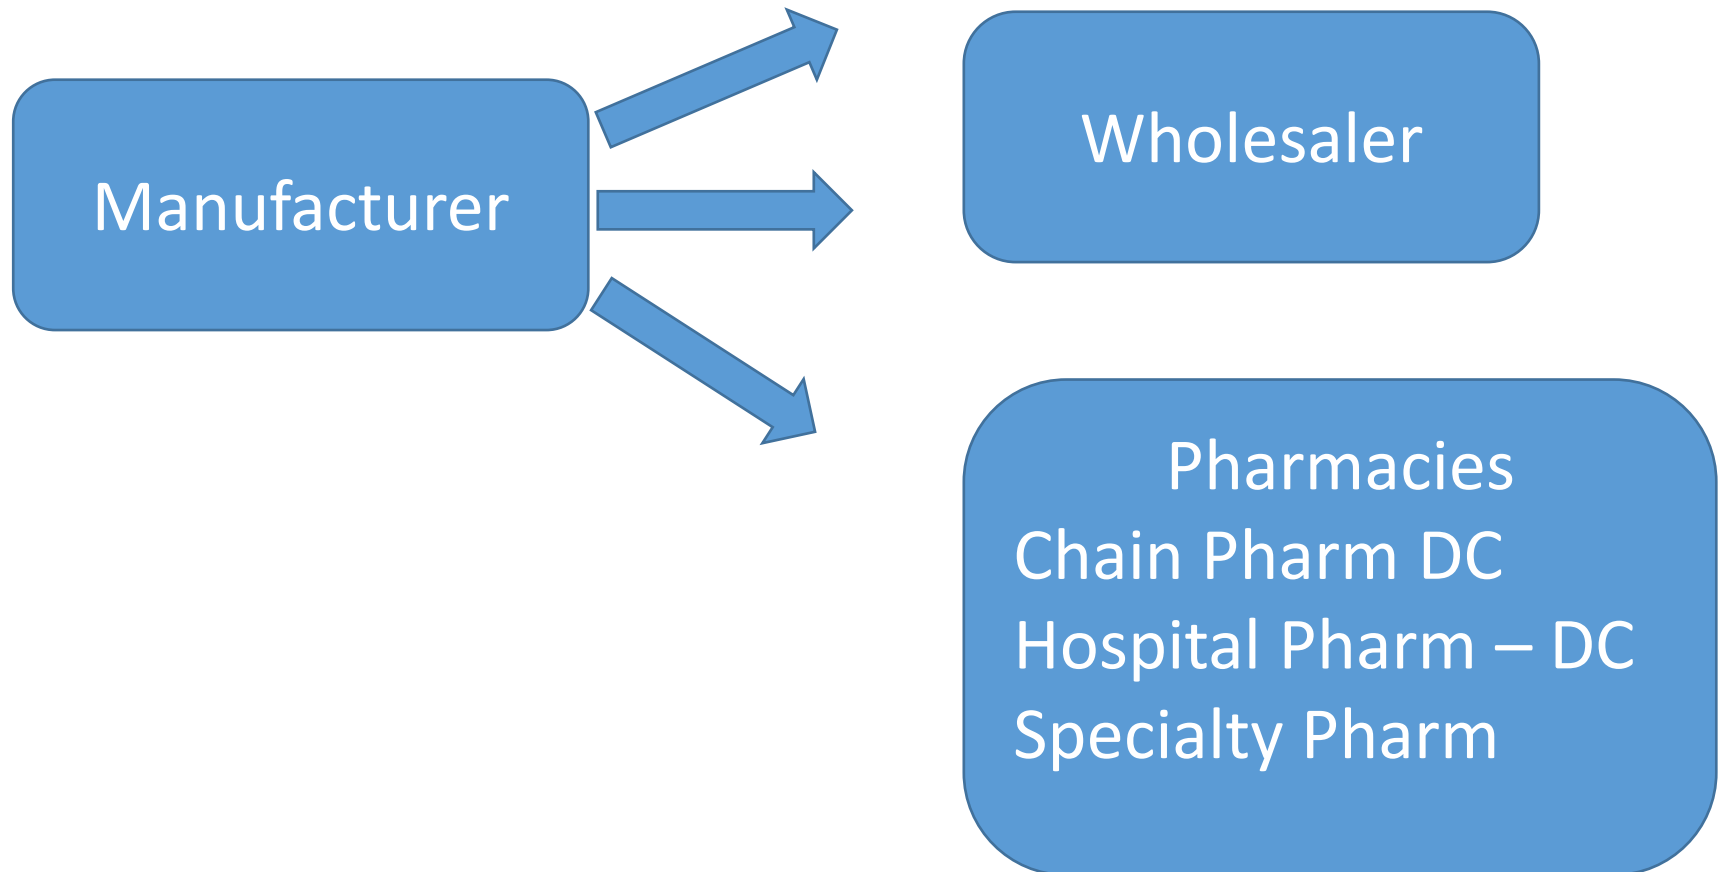 Manufacturer
Wholesaler
Pharmacies
Chain Pharm DC
Hospital Pharm – DC
Specialty Pharm